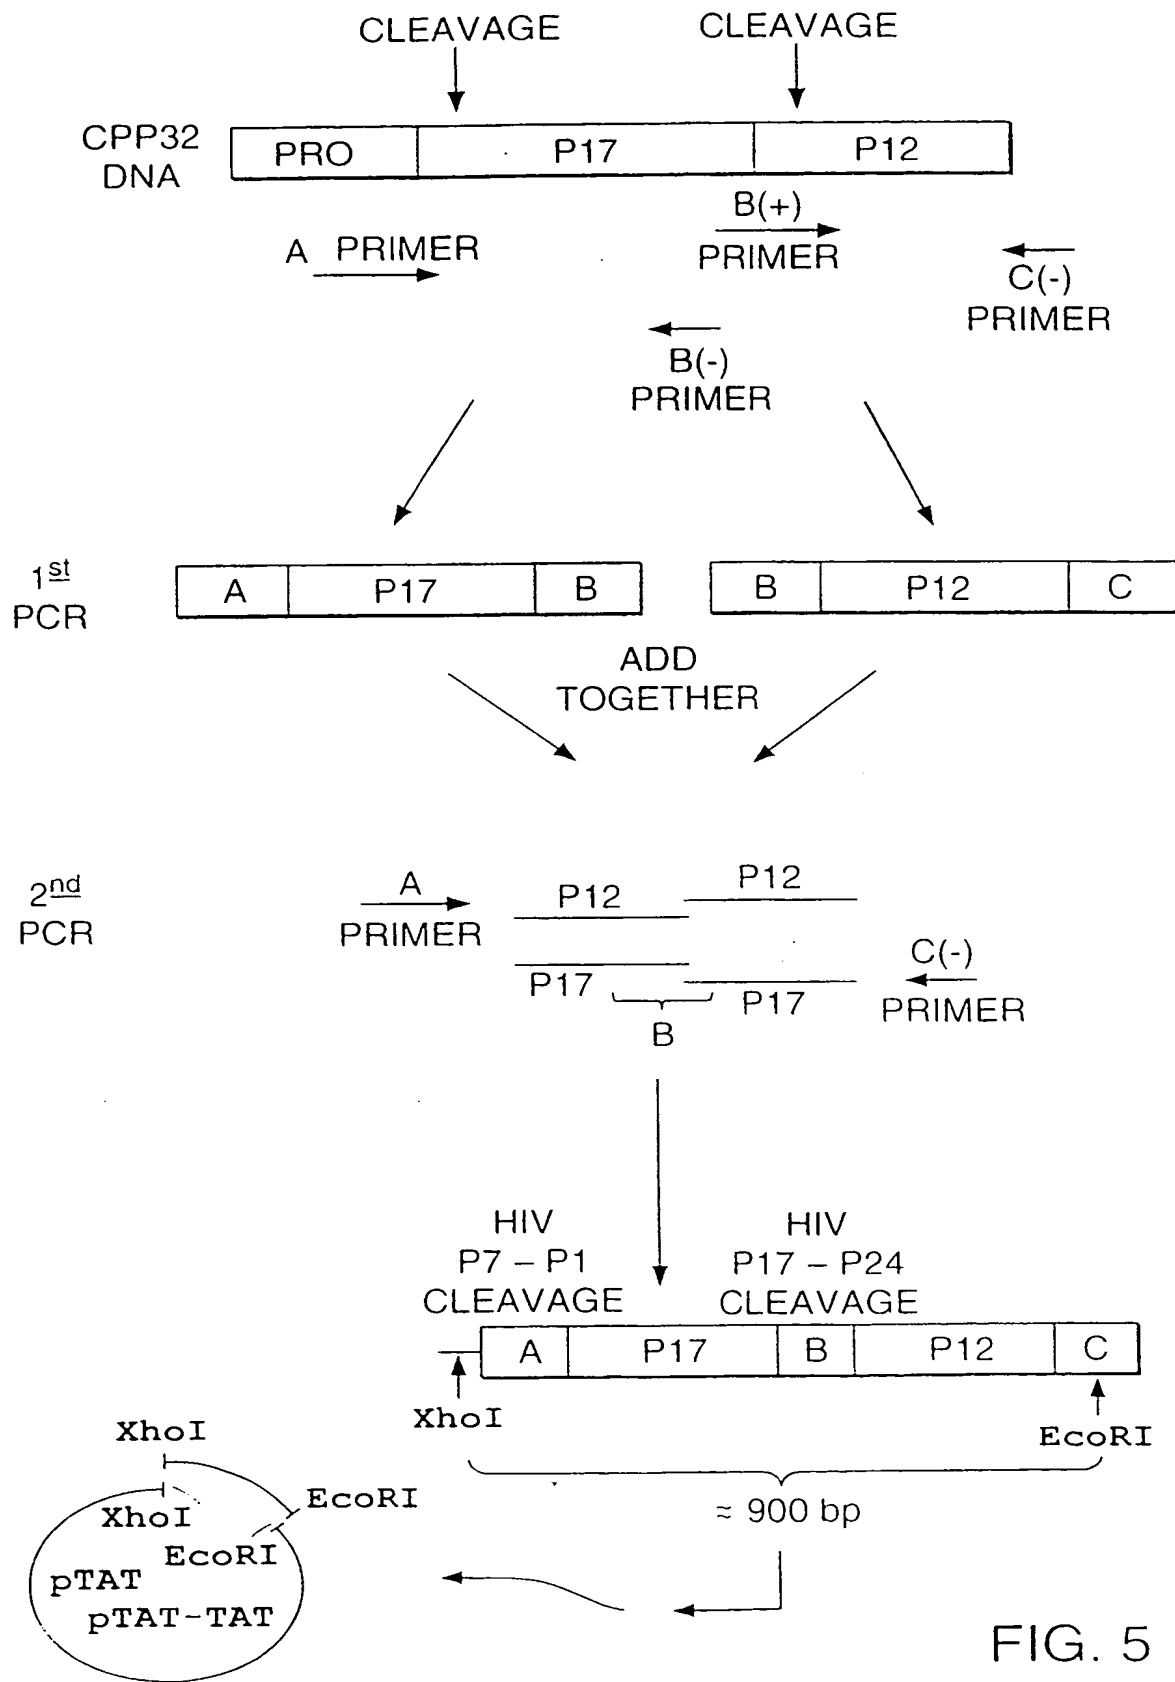 CLEAVAGE CLEAVAGE
CPP32
DNA
PRO P17 P12
A PRIMER
B(+)
PRIMER
C(-)
PRIMER
B(-)
PRIMER
1st
PCR
A P17 B
B P12 C
ADD
TOGETHER
2nd
PCR
A
PRIMER
P12 P12
P17 P17
B
C(-)
PRIMER
HIV
P7 – P1
CLEAVAGE
HIV
P17 – P24
CLEAVAGE
A P17 B P12 C
XhoI
EcoRI
≈ 900 bp
XhoI
EcoRI
XhoI
EcoRI
pTAT
pTAT-TAT
FIG. 5